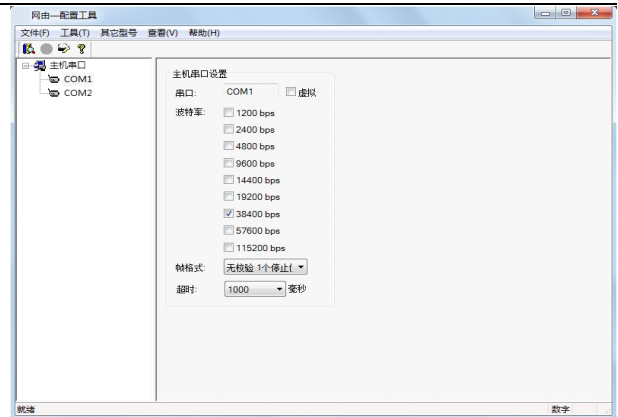 网由—配置工具
文件(F) 工具(T) 其它型号 查看(V) 帮助(H)
主机串口
COM1
COM2
主机串口设置
串口: COM1 虚拟
波特率: 1200 bps
2400 bps
4800 bps
9600 bps
14400 bps
19200 bps
38400 bps
57600 bps
115200 bps
帧格式: 无校验 1个停止
超时: 1000 毫秒
就绪 数字